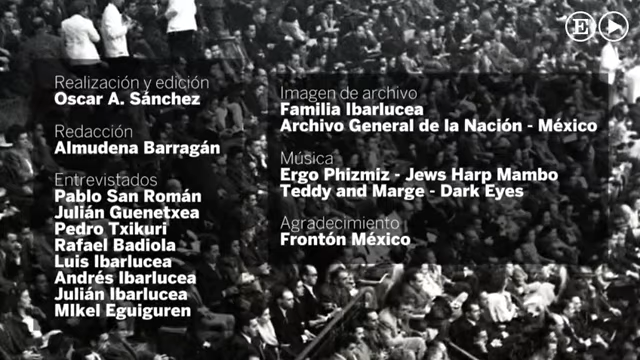 E
Realización y edición
Oscar A. Sánchez
Redacción
Almudena Barragán
Entrevistados
Pablo San Román
Julián Guenetxea
Pedro Txikuri
Rafael Badiola
Luis Ibarlucea
Andrés Ibarlucea
Julián Ibarlucea
MIkel Eguiguren
Imagen de archivo
Familia Ibarlucea
Archivo General de la Nación - México
Música
Ergo Phizmiz - Jews Harp Mambo
Teddy and Marge - Dark Eyes
Agradecimiento
Frontón México